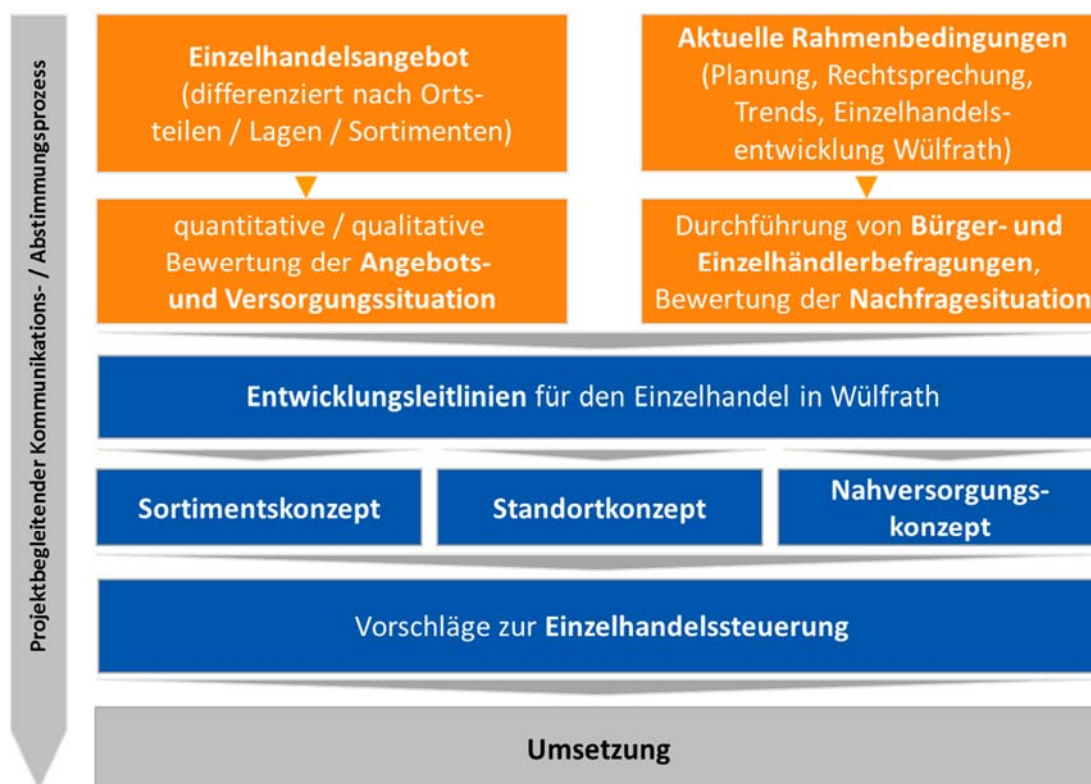 Projektbegleitender Kommunikations- / Abstimmungsprozess
Einzelhandelsangebot
(differenziert nach Orts-
teilen / Lagen / Sortimenten)
Aktuelle Rahmenbedingungen
(Planung, Rechtsprechung,
Trends, Einzelhandels-
entwicklung Wülfrath)
quantitative / qualitative
Bewertung der Angebots-
und Versorgungssituation
Durchführung von Bürger- und
Einzelhändlerbefragungen,
Bewertung der Nachfragesituation
Entwicklungsleitlinien für den Einzelhandel in Wülfrath
Sortimentskonzept
Standortkonzept
Nahversorgungs-
konzept
Vorschläge zur Einzelhandelssteuerung
Umsetzung